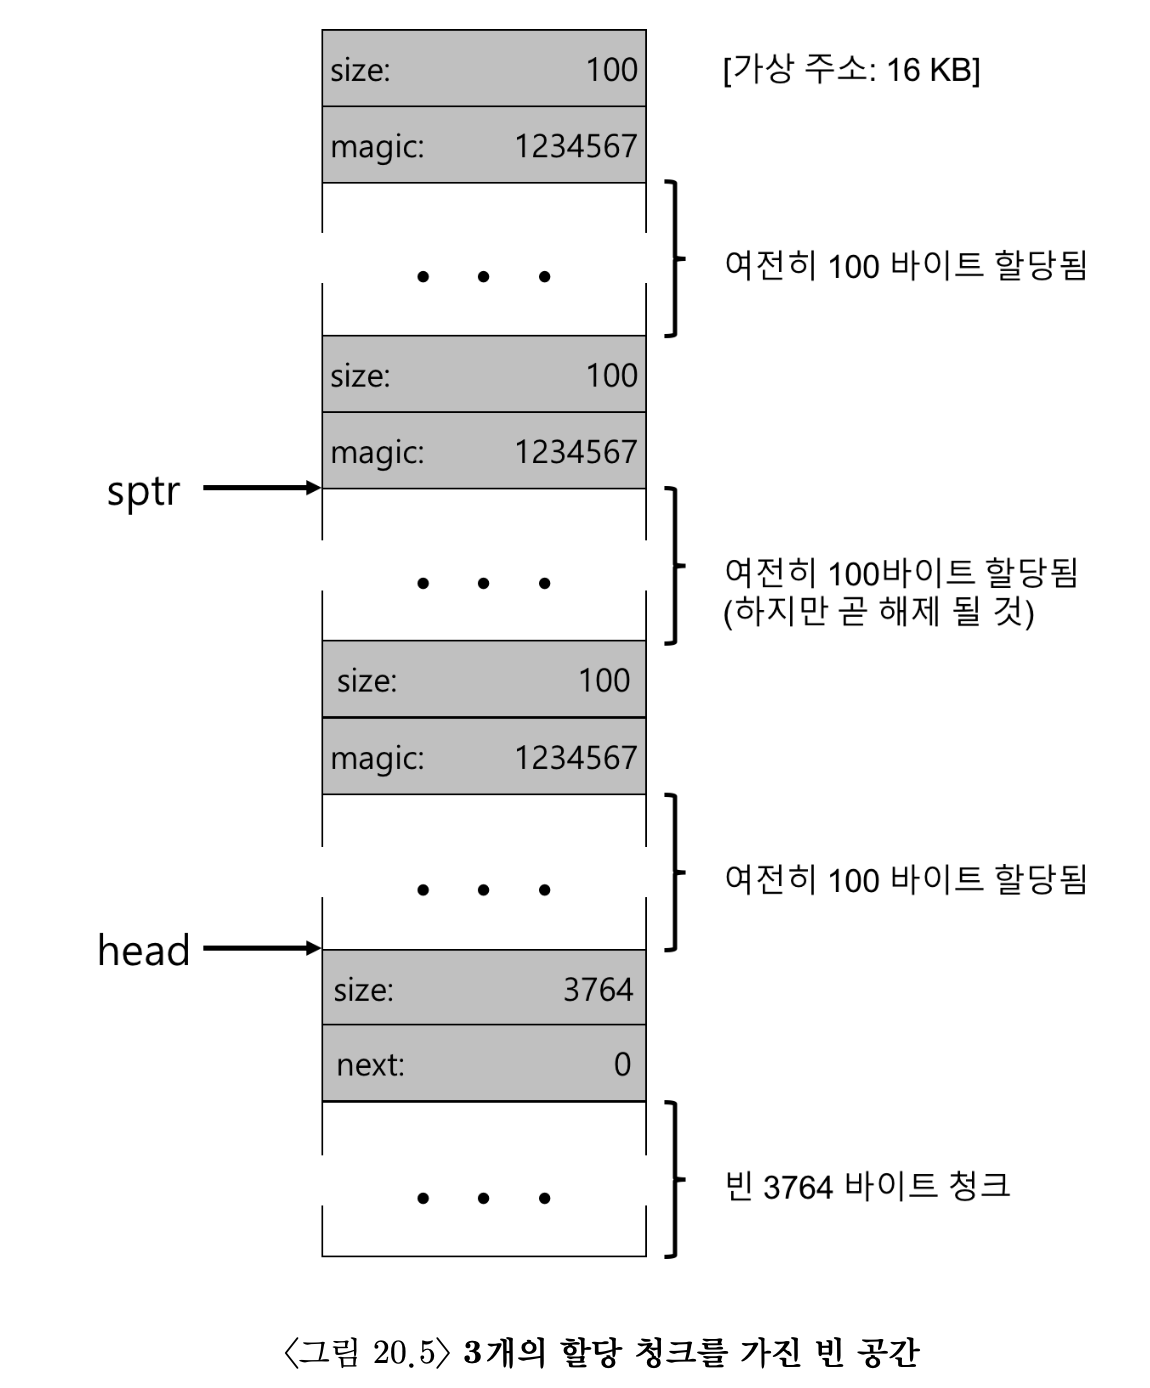 size: 100
[가상 주소: 16 KB]
magic: 1234567
여전히 100 바이트 할당됨
size: 100
magic: 1234567
sptr
여전히 100바이트 할당됨
(하지만 곧 해제 될 것)
size: 100
magic: 1234567
여전히 100 바이트 할당됨
head
size: 3764
next: 0
빈 3764 바이트 청크
〈그림 20.5〉 3개의 할당 청크를 가진 빈 공간